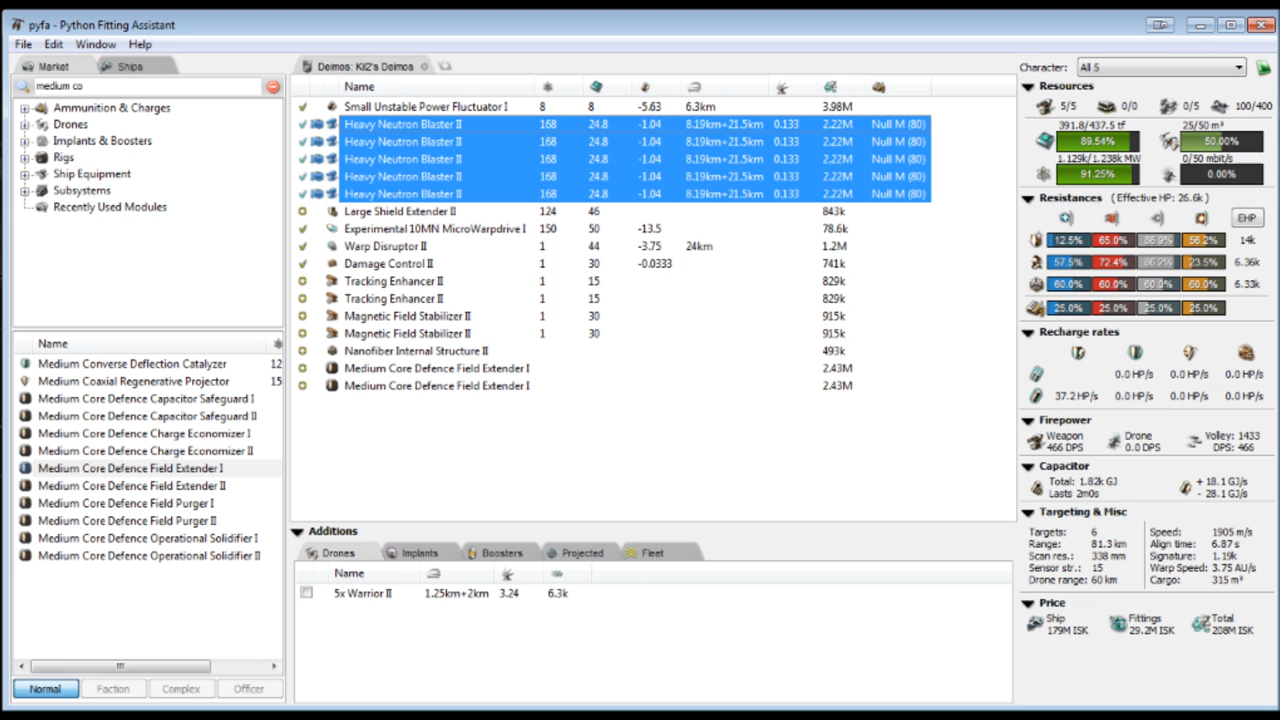 pyfa - Python Fitting Assistant
File Edit Window Help
Market Ships
medium co
Ammunition & Charges
Drones
Implants & Boosters
Rigs
Ship Equipment
Subsystems
Recently Used Modules
Name
Medium Converse Deflection Catalyzer 12
Medium Coaxial Regenerative Projector 15
Medium Core Defence Capacitor Safeguard I
Medium Core Defence Capacitor Safeguard II
Medium Core Defence Charge Economizer I
Medium Core Defence Charge Economizer II
Medium Core Defence Field Extender I
Medium Core Defence Field Extender II
Medium Core Defence Field Purger I
Medium Core Defence Field Purger II
Medium Core Defence Operational Solidifier I
Medium Core Defence Operational Solidifier II
Normal Faction Complex Officer
Deimos: Kil2's Deimos
Name
Small Unstable Power Fluctuator I 8 8 -5.63 6.3km 3.98M
Heavy Neutron Blaster II 168 24.8 -1.04 8.19km+21.5km 0.133 2.22M Null M (80)
Heavy Neutron Blaster II 168 24.8 -1.04 8.19km+21.5km 0.133 2.22M Null M (80)
Heavy Neutron Blaster II 168 24.8 -1.04 8.19km+21.5km 0.133 2.22M Null M (80)
Heavy Neutron Blaster II 168 24.8 -1.04 8.19km+21.5km 0.133 2.22M Null M (80)
Heavy Neutron Blaster II 168 24.8 -1.04 8.19km+21.5km 0.133 2.22M Null M (80)
Large Shield Extender II 124 46 843k
Experimental 10MN MicroWarpdrive I 150 50 -13.5 78.6k
Warp Disruptor II 1 44 -3.75 24km 1.2M
Damage Control II 1 30 -0.0333 741k
Tracking Enhancer II 1 15 829k
Tracking Enhancer II 1 15 829k
Magnetic Field Stabilizer II 1 30 915k
Magnetic Field Stabilizer II 1 30 915k
Nanofiber Internal Structure II 493k
Medium Core Defence Field Extender I 2.43M
Medium Core Defence Field Extender I 2.43M
Additions
Drones Implants Boosters Projected Fleet
Name
5x Warrior II 1.25km+2km 3.24 6.3k
Character: All 5
Resources
5/5 0/0 0/5 100/400
391.8/437.5 tf 25/50 m³
89.54% 50.00%
1.129k/1.238k MW 0/50 mbit/s
91.25% 0.00%
Resistances (Effective HP: 26.6k)
EHP
12.5% 65.0% 86.9% 56.2% 14k
57.5% 72.4% 86.2% 23.5% 6.36k
60.0% 60.0% 60.0% 60.0% 6.33k
25.0% 25.0% 25.0% 25.0%
Recharge rates
0.0 HP/s 0.0 HP/s 0.0 HP/s
37.2 HP/s 0.0 HP/s 0.0 HP/s 0.0 HP/s
Firepower
Weapon Drone Volley: 1433
466 DPS 0.0 DPS DPS: 466
Capacitor
Total: 1.82k GJ + 18.1 GJ/s
Lasts 2m0s - 28.1 GJ/s
Targeting & Misc
Targets: 6 Speed: 1905 m/s
Range: 81.3 km Align time: 6.87 s
Scan res.: 338 mm Signature: 1.19k
Sensor str.: 15 Warp Speed: 3.75 AU/s
Drone range: 60 km Cargo: 315 m³
Price
Ship Fittings Total
179M ISK 29.2M ISK 208M ISK